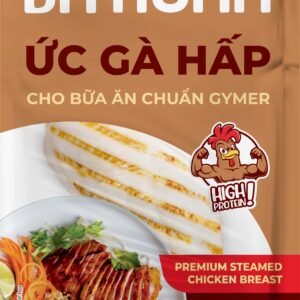 ỨC GÀ HẤP
CHO BỮA ĂN CHUẨN GYMER
HIGH
PROTEIN!
PREMIUM STEAMED
CHICKEN BREAST